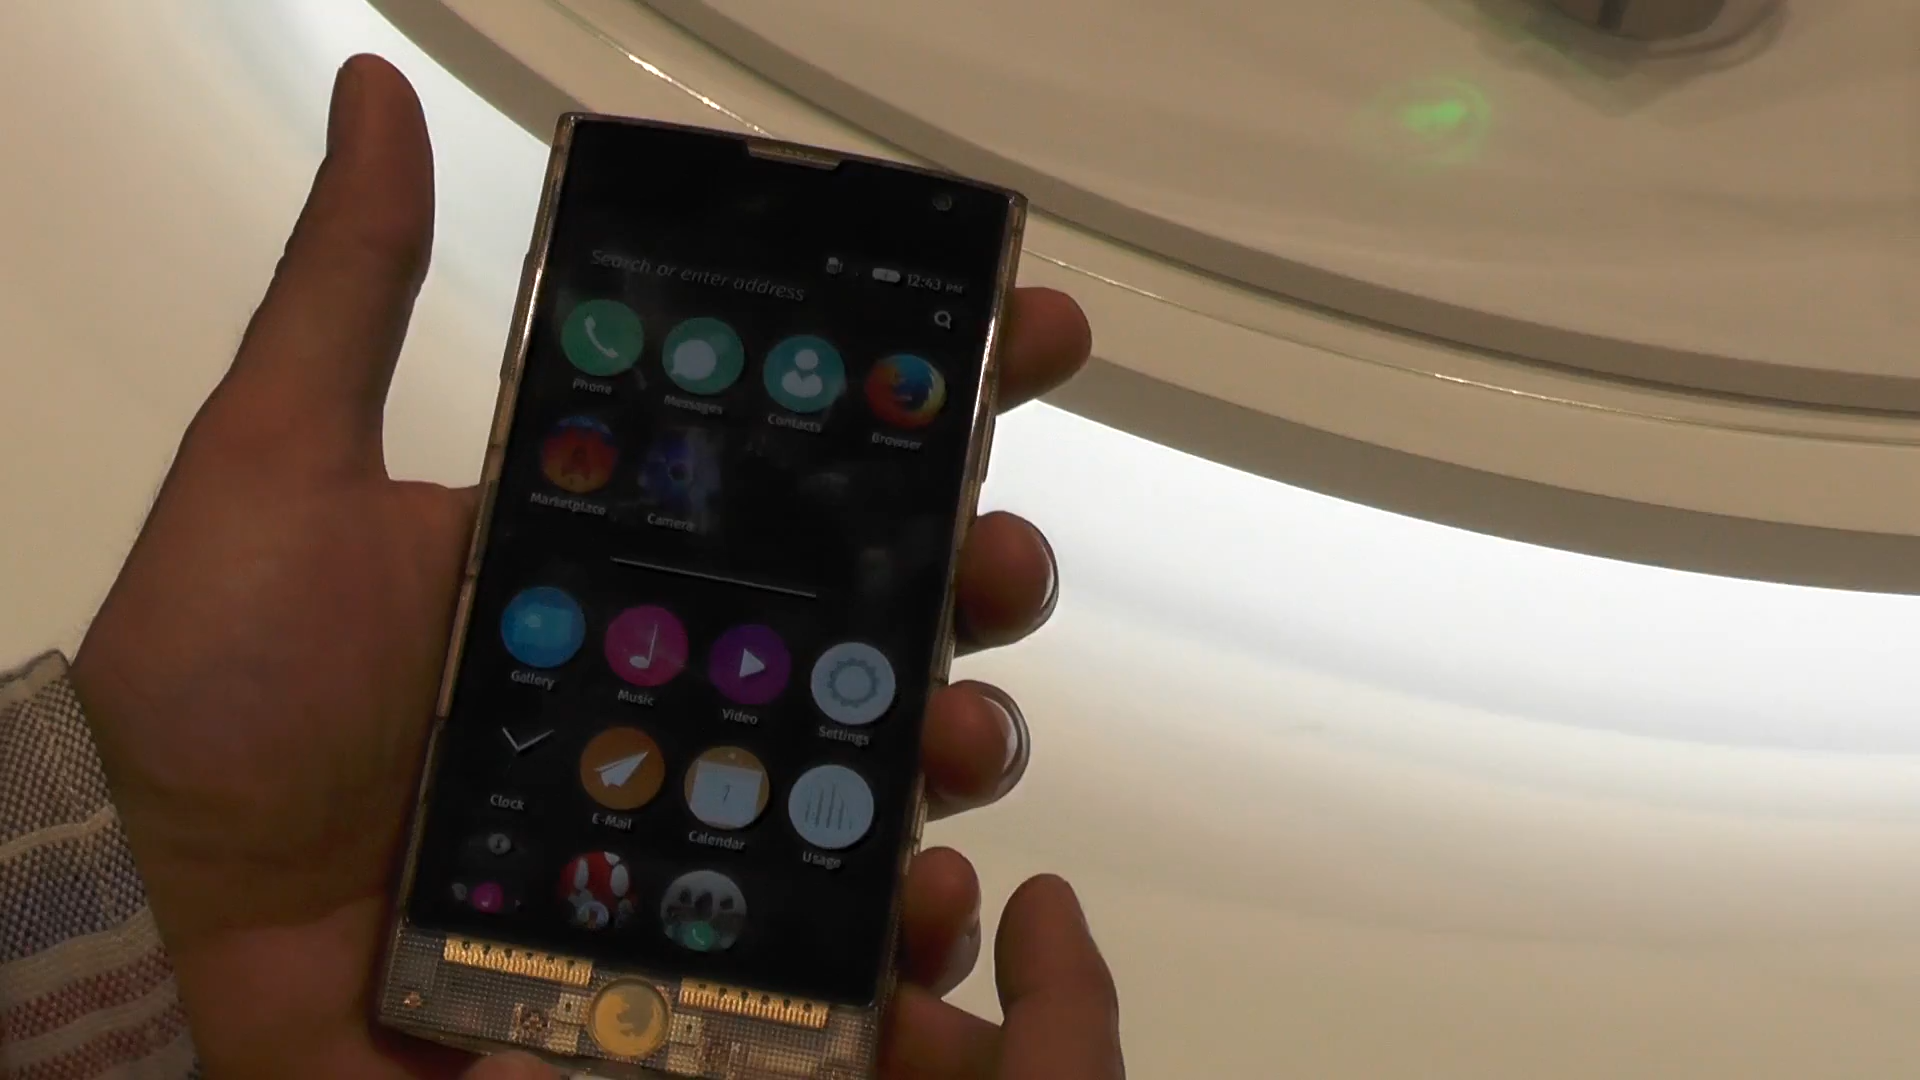 12:43 PM
Search or enter address
Phone
Messages
Contacts
Browser
Marketplace
Camera
Gallery
Music
Video
Settings
Clock
E-Mail
Calendar
Usage